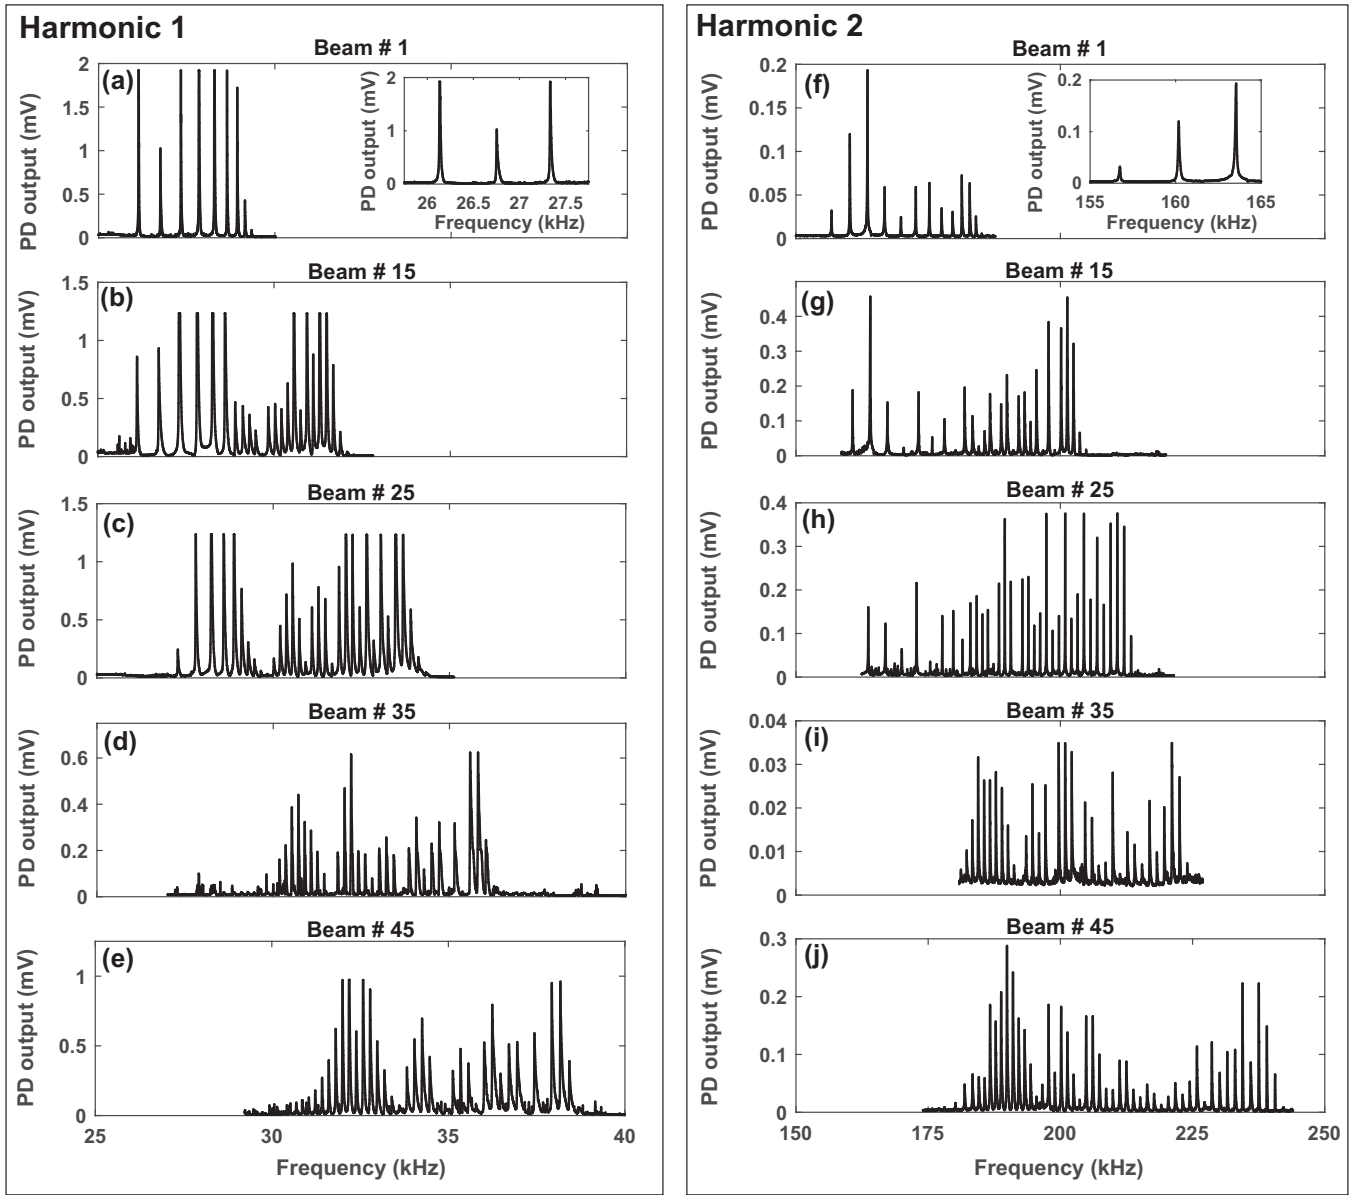 Harmonic 1
Beam # 1
(a)
PD output (mV)
2
1.5
1
0.5
0
PD output (mV)
2
1
0
26
26.5
27
27.5
Frequency (kHz)
Beam # 15
(b)
PD output (mV)
1.5
1
0.5
0
Beam # 25
(c)
PD output (mV)
1.5
1
0.5
0
Beam # 35
(d)
PD output (mV)
0.6
0.4
0.2
0
Beam # 45
(e)
PD output (mV)
1
0.5
0
25
30
35
40
Frequency (kHz)
Harmonic 2
Beam # 1
(f)
PD output (mV)
0.2
0.15
0.1
0.05
0
PD output (mV)
0.2
0.1
0
155
160
165
Frequency (kHz)
Beam # 15
(g)
PD output (mV)
0.4
0.3
0.2
0.1
0
Beam # 25
(h)
PD output (mV)
0.4
0.3
0.2
0.1
0
Beam # 35
(i)
PD output (mV)
0.04
0.03
0.02
0.01
0
Beam # 45
(j)
PD output (mV)
0.3
0.2
0.1
0
150
175
200
225
250
Frequency (kHz)